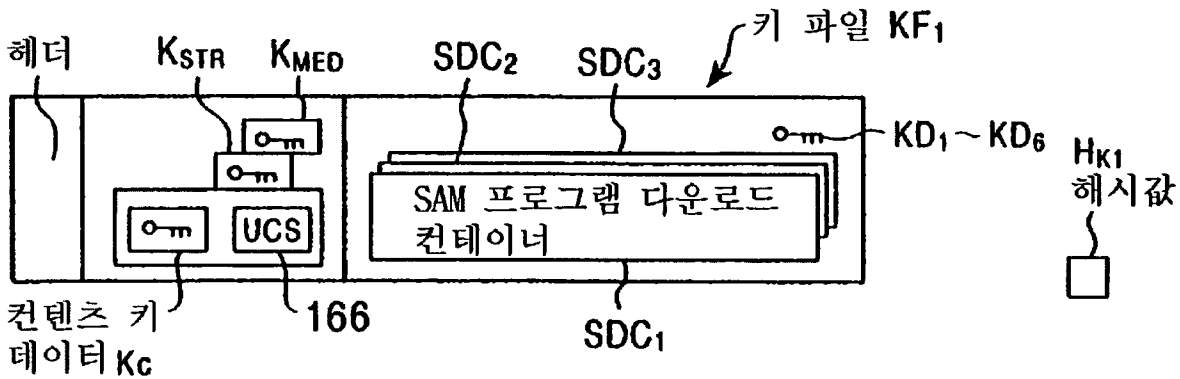 키 파일 KF1
헤더
KSTR
KMED
SDC2
SDC3
KD1~KD6
HK1
해시값
SAM 프로그램 다운로드
컨테이너
UCS
컨텐츠 키
데이터 Kc
166
SDC1